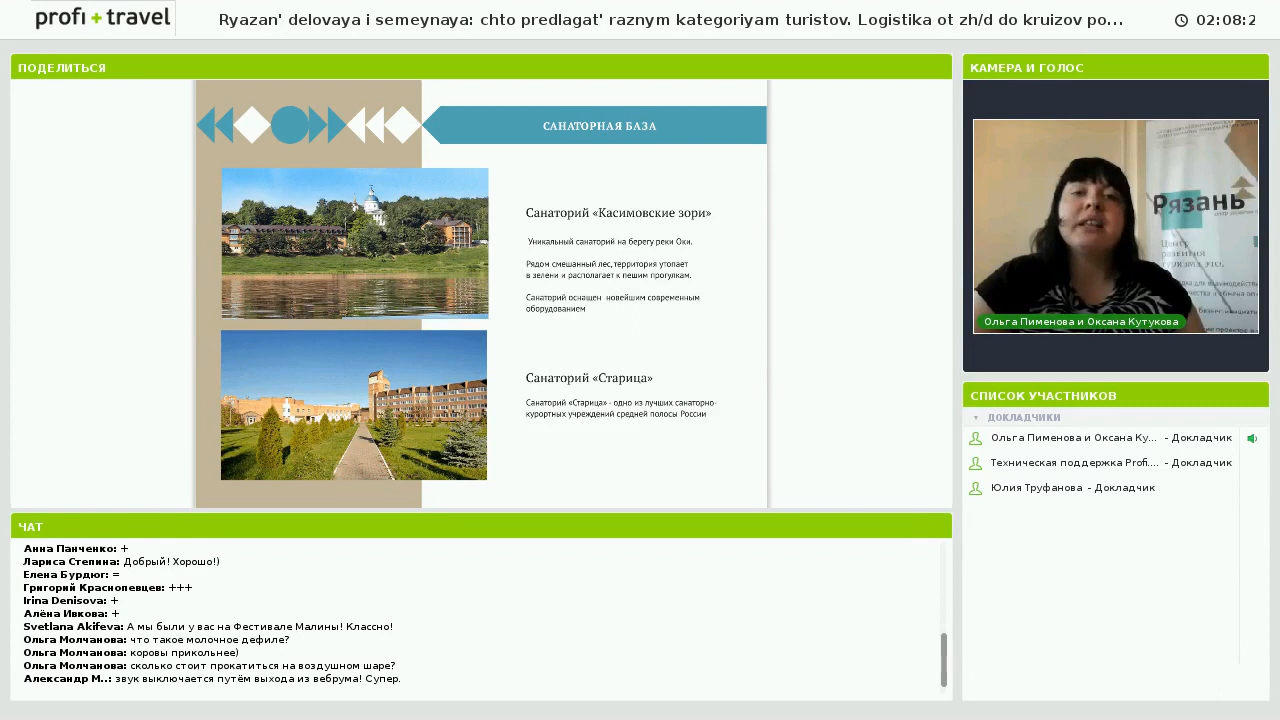 profi + travel
Ryazan' delovaya i semeynaya: chto predlagat' raznym kategoriyam turistov. Logistika ot zh/d do kruizov po...
02:08:2
ПОДЕЛИТЬСЯ
САНАТОРНАЯ БАЗА
Санаторий «Касимовские зори»
Уникальный санаторий на берегу реки Оки.
Рядом смешанный лес, территория утопает
в зелени и располагает к пешим прогулкам.
Санаторий оснащен новейшим современным
оборудованием
Санаторий «Старица»
Санаторий «Старица» - одно из лучших санаторно-
курортных учреждений средней полосы России
КАМЕРА И ГОЛОС
Рязань
Центр
развития
туризма
Ольга Пименова и Оксана Кутукова
СПИСОК УЧАСТНИКОВ
ДОКЛАДЧИКИ
Ольга Пименова и Оксана Ку... - Докладчик
Техническая поддержка Profi.... - Докладчик
Юлия Труфанова - Докладчик
ЧАТ
Анна Панченко: +
Лариса Степина: Добрый! Хорошо!)
Елена Бурдюг: =
Григорий Краснопевцев: +++
Irina Denisova: +
Алёна Ивкова: +
Svetlana Akifeva: А мы были у вас на Фестивале Малины! Классно!
Ольга Молчанова: что такое молочное дефиле?
Ольга Молчанова: коровы прикольнее)
Ольга Молчанова: сколько стоит прокатиться на воздушном шаре?
Александр М..: звук выключается путём выхода из вебрума! Супер.